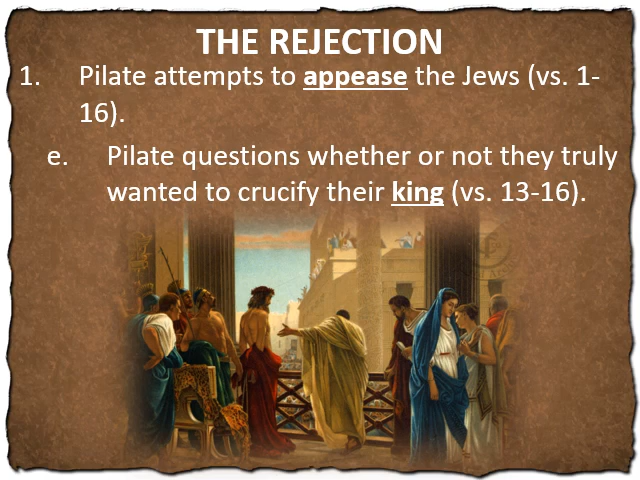 THE REJECTION
1. Pilate attempts to appease the Jews (vs. 1-
16).
e. Pilate questions whether or not they truly
wanted to crucify their king (vs. 13-16).